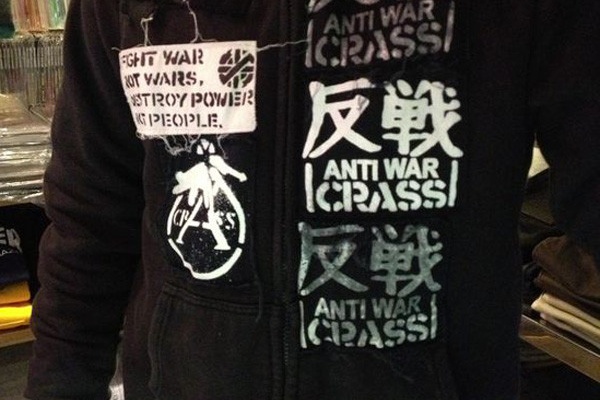 FIGHT WAR
NOT WARS,
DESTROY POWER
NOT PEOPLE.
CRASS
ANTI WAR
CRASS
反戦
ANTI WAR
CRASS
反戦
ANTI WAR
CRASS